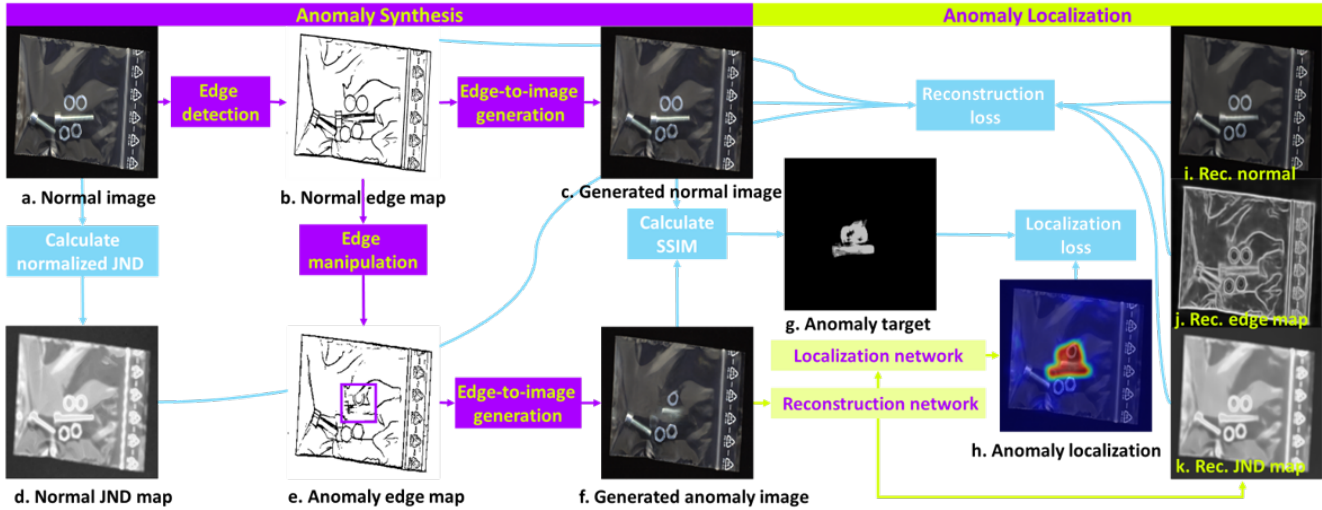 Anomaly Synthesis
Anomaly Localization
Edge
detection
Edge-to-image
generation
Reconstruction
loss
a. Normal image
b. Normal edge map
c. Generated normal image
i. Rec. normal
Calculate
normalized JND
Edge
manipulation
Calculate
SSIM
Localization
loss
g. Anomaly target
j. Rec. edge map
Localization network
Edge-to-image
generation
Reconstruction network
h. Anomaly localization
k. Rec. JND map
d. Normal JND map
e. Anomaly edge map
f. Generated anomaly image